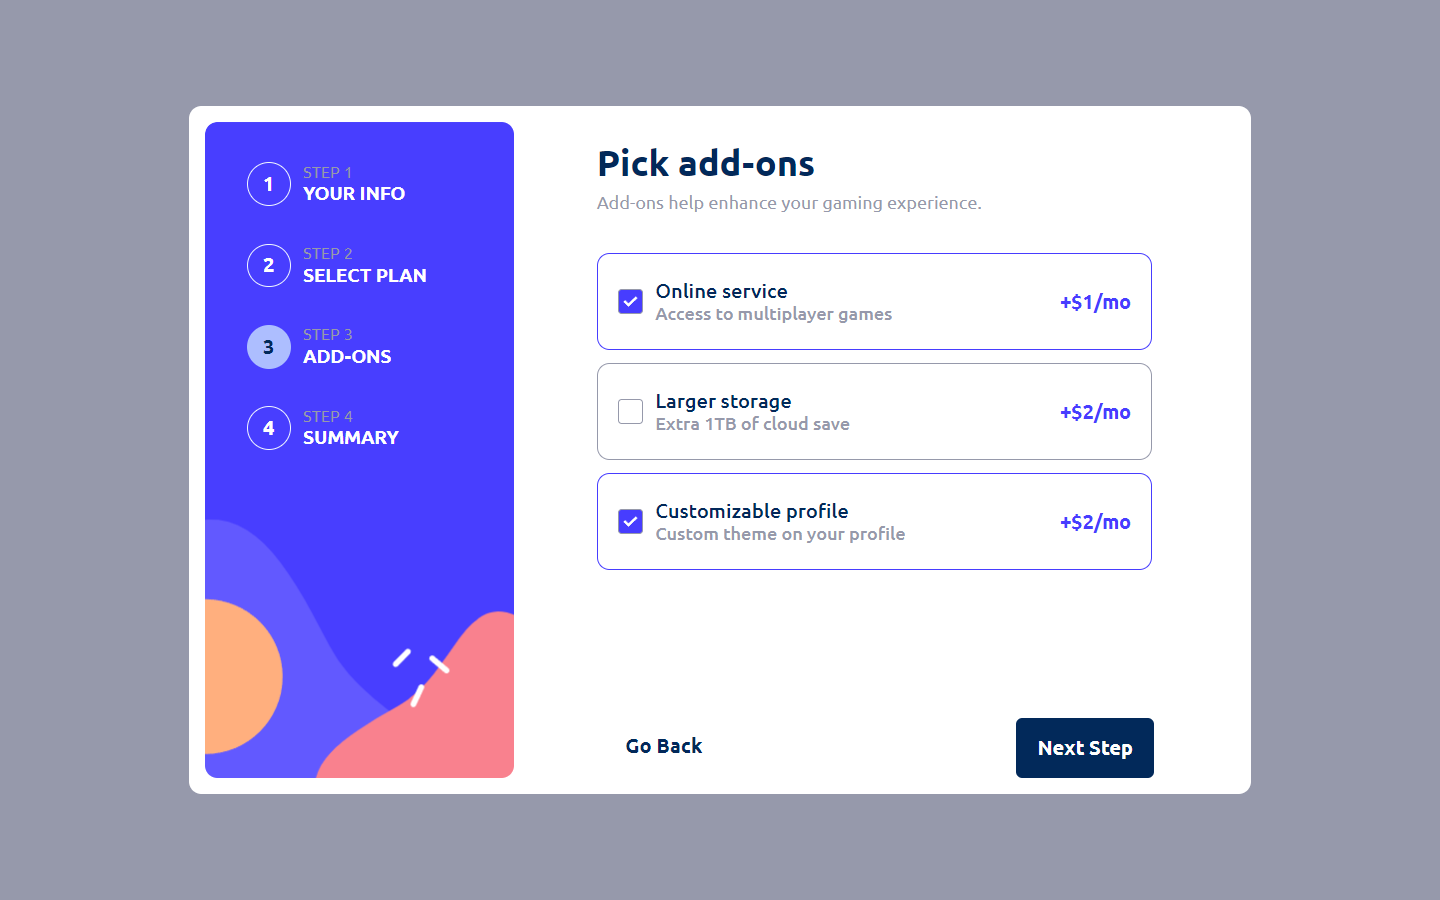 1
STEP 1
YOUR INFO
2
STEP 2
SELECT PLAN
3
STEP 3
ADD-ONS
4
STEP 4
SUMMARY
Pick add-ons
Add-ons help enhance your gaming experience.
Online service
Access to multiplayer games
+$1/mo
Larger storage
Extra 1TB of cloud save
+$2/mo
Customizable profile
Custom theme on your profile
+$2/mo
Go Back
Next Step